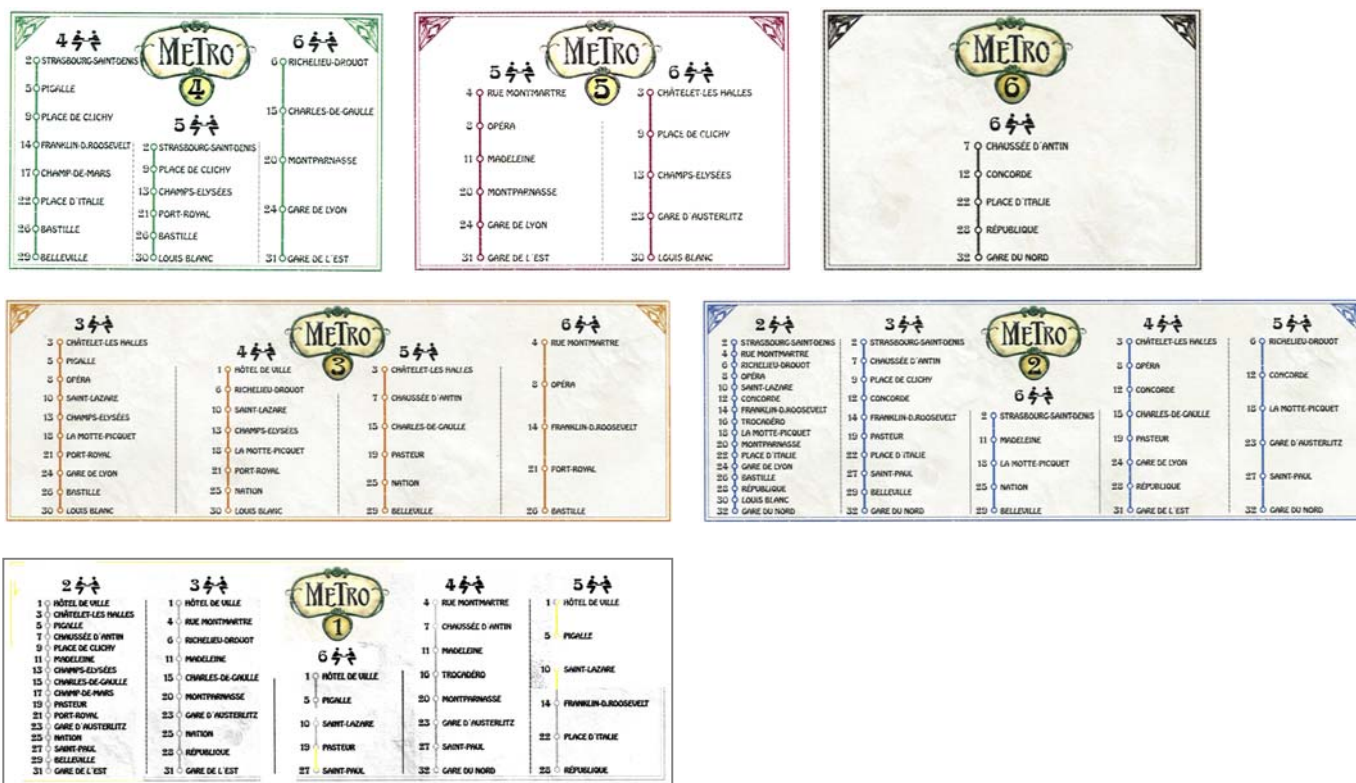 4
2 STRASBOURG-SAINT-DENIS
5 PIGALLE
9 PLACE DE CLICHY
14 FRANKLIN-D.ROOSEVELT
17 CHAMP-DE-MARS
22 PLACE D'ITALIE
26 BASTILLE
29 BELLEVILLE
METRO
4
5
2 STRASBOURG-SAINT-DENIS
9 PLACE DE CLICHY
13 CHAMPS-ELYSÉES
21 PORT-ROYAL
26 BASTILLE
30 LOUIS BLANC
6
6 RICHELIEU-DROUOT
15 CHARLES-DE-GAULLE
20 MONTPARNASSE
24 GARE DE LYON
31 GARE DE L'EST
METRO
5
5
4 RUE MONTMARTRE
8 OPÉRA
11 MADELEINE
20 MONTPARNASSE
24 GARE DE LYON
31 GARE DE L'EST
6
3 CHÂTELET-LES HALLES
9 PLACE DE CLICHY
13 CHAMPS-ELYSÉES
23 GARE D'AUSTERLITZ
30 LOUIS BLANC
METRO
6
6
7 CHAUSSÉE D'ANTIN
12 CONCORDE
22 PLACE D'ITALIE
28 RÉPUBLIQUE
32 GARE DU NORD
3
3 CHÂTELET-LES HALLES
5 PIGALLE
8 OPÉRA
10 SAINT-LAZARE
13 CHAMPS-ELYSÉES
18 LA MOTTE-PICQUET
21 PORT-ROYAL
24 GARE DE LYON
26 BASTILLE
30 LOUIS BLANC
4
1 HÔTEL DE VILLE
6 RICHELIEU-DROUOT
10 SAINT-LAZARE
13 CHAMPS-ELYSÉES
18 LA MOTTE-PICQUET
21 PORT-ROYAL
25 NATION
30 LOUIS BLANC
METRO
3
5
3 CHÂTELET-LES HALLES
7 CHAUSSÉE D'ANTIN
15 CHARLES-DE-GAULLE
19 PASTEUR
25 NATION
29 BELLEVILLE
6
4 RUE MONTMARTRE
8 OPÉRA
14 FRANKLIN-D.ROOSEVELT
21 PORT-ROYAL
26 BASTILLE
2
2 STRASBOURG-SAINT-DENIS
4 RUE MONTMARTRE
6 RICHELIEU-DROUOT
8 OPÉRA
10 SAINT-LAZARE
12 CONCORDE
14 FRANKLIN-D.ROOSEVELT
16 TROCADÉRO
18 LA MOTTE-PICQUET
20 MONTPARNASSE
22 PLACE D'ITALIE
24 GARE DE LYON
26 BASTILLE
28 RÉPUBLIQUE
30 LOUIS BLANC
32 GARE DU NORD
3
2 STRASBOURG-SAINT-DENIS
7 CHAUSSÉE D'ANTIN
9 PLACE DE CLICHY
12 CONCORDE
14 FRANKLIN-D.ROOSEVELT
19 PASTEUR
22 PLACE D'ITALIE
27 SAINT-PAUL
29 BELLEVILLE
32 GARE DU NORD
METRO
2
6
2 STRASBOURG-SAINT-DENIS
11 MADELEINE
18 LA MOTTE-PICQUET
25 NATION
29 BELLEVILLE
4
3 CHÂTELET-LES HALLES
8 OPÉRA
12 CONCORDE
15 CHARLES-DE-GAULLE
19 PASTEUR
24 GARE DE LYON
28 RÉPUBLIQUE
31 GARE DE L'EST
5
6 RICHELIEU-DROUOT
12 CONCORDE
18 LA MOTTE-PICQUET
23 GARE D'AUSTERLITZ
27 SAINT-PAUL
32 GARE DU NORD
2
1 HÔTEL DE VILLE
3 CHÂTELET-LES HALLES
5 PIGALLE
7 CHAUSSÉE D'ANTIN
9 PLACE DE CLICHY
11 MADELEINE
13 CHAMPS-ELYSÉES
15 CHARLES-DE-GAULLE
17 CHAMP-DE-MARS
19 PASTEUR
21 PORT-ROYAL
23 GARE D'AUSTERLITZ
25 NATION
27 SAINT-PAUL
29 BELLEVILLE
31 GARE DE L'EST
3
1 HÔTEL DE VILLE
4 RUE MONTMARTRE
6 RICHELIEU-DROUOT
11 MADELEINE
15 CHARLES-DE-GAULLE
20 MONTPARNASSE
23 GARE D'AUSTERLITZ
25 NATION
28 RÉPUBLIQUE
31 GARE DE L'EST
METRO
1
6
1 HÔTEL DE VILLE
5 PIGALLE
10 SAINT-LAZARE
19 PASTEUR
27 SAINT-PAUL
4
4 RUE MONTMARTRE
7 CHAUSSÉE D'ANTIN
11 MADELEINE
16 TROCADÉRO
20 MONTPARNASSE
23 GARE D'AUSTERLITZ
27 SAINT-PAUL
32 GARE DU NORD
5
1 HÔTEL DE VILLE
5 PIGALLE
10 SAINT-LAZARE
14 FRANKLIN-D.ROOSEVELT
22 PLACE D'ITALIE
28 RÉPUBLIQUE